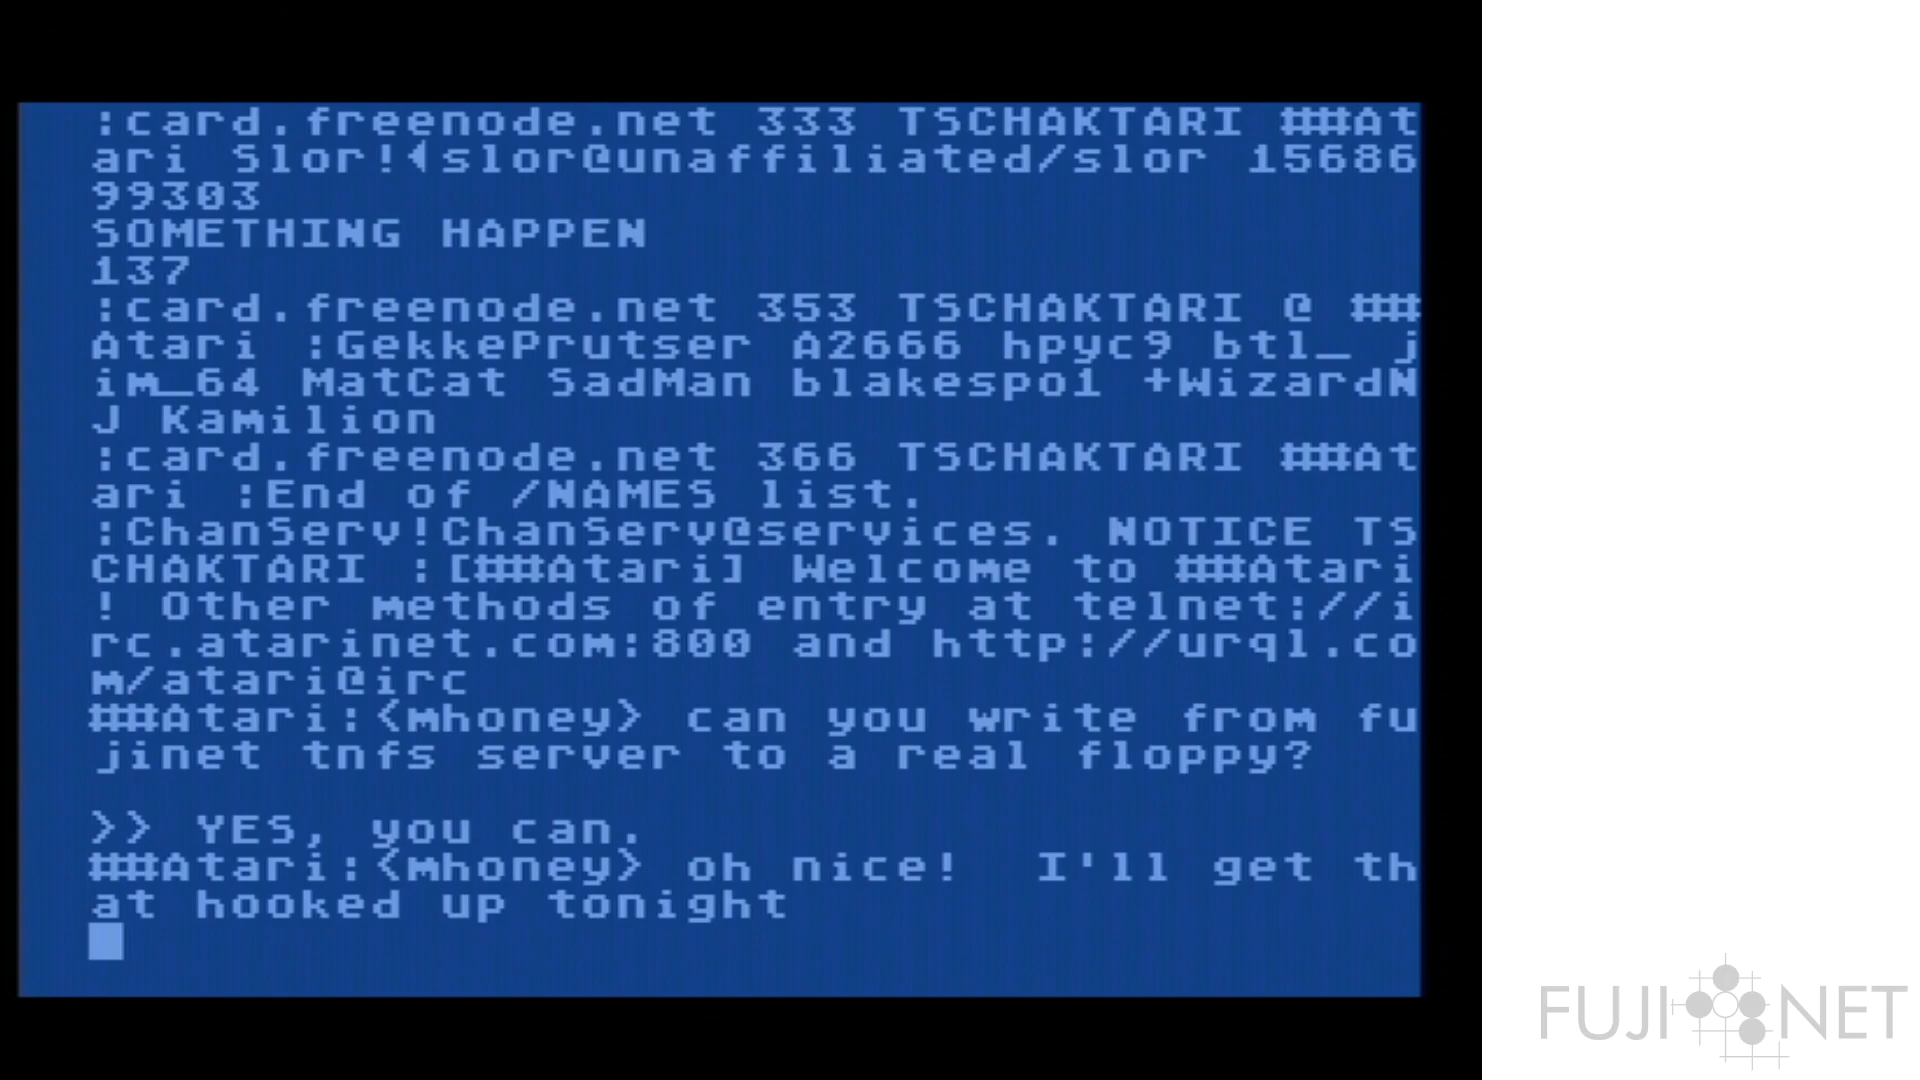 :card.freenode.net 333 TSCHAKTARI ##At
ari Slor!◀slor@unaffiliated/slor 15686
99303
SOMETHING HAPPEN
137
:card.freenode.net 353 TSCHAKTARI @ ##
Atari :GekkePrutser A2666 hpyc9 btl_ j
im_64 MatCat SadMan blakespo1 +WizardN
J Kamilion
:card.freenode.net 366 TSCHAKTARI ##At
ari :End of /NAMES list.
:ChanServ!ChanServ@services. NOTICE TS
CHAKTARI :[##Atari] Welcome to ##Atari
! Other methods of entry at telnet://i
rc.atarinet.com:800 and http://urql.co
m/atari@irc
##Atari:<mhoney> can you write from fu
jinet tnfs server to a real floppy?
>> YES, you can.
##Atari:<mhoney> oh nice!  I'll get th
at hooked up tonight
FUJINET